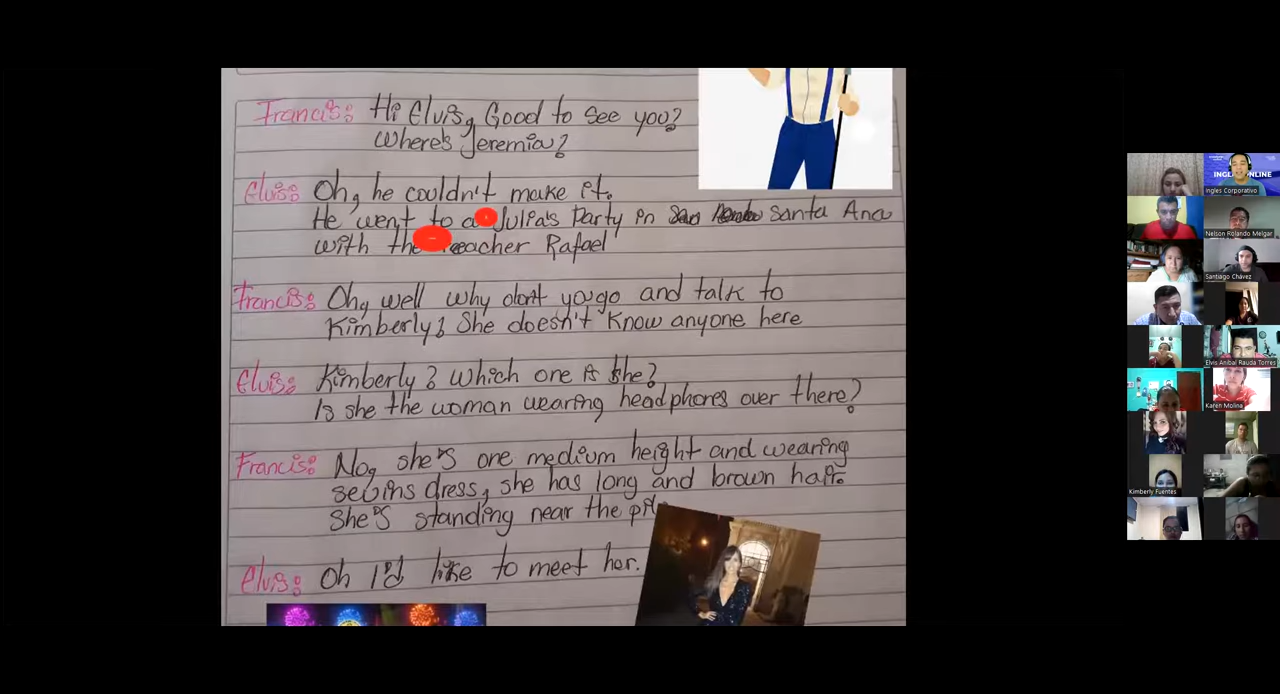 Francis: Hi Elvis, Good to see you?
Where's Jeremia?
Elvis: Oh, he couldn't make it.
He went to a Julia's Party in Santa Ana
with the teacher Rafael
Francis: Oh, well why don't you go and talk to
Kimberly? She doesn't know anyone here
Elvis: Kimberly? Which one is she?
Is she the woman wearing headphones over there?
Francis: No, she's one medium height and wearing
dress, she has long and brown hair.
She's standing near the
Elvis: Oh I'd like to meet her.
INGLES ONLINE
Ingles Corporativo
Nelson Rolando Melgar
Santiago Chávez
Elvis Anibal Rauda Torres
Karen Molina
Kimberly Fuentes